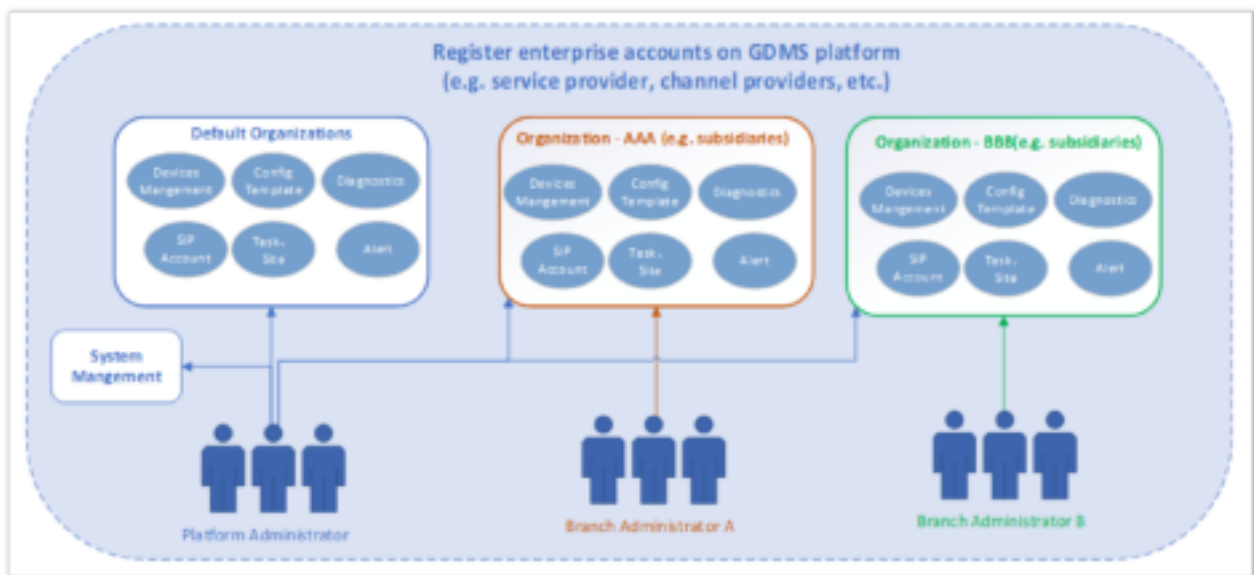 Register enterprise accounts on GDMS platform
(e.g. service provider, channel providers, etc.)
Default Organizations
Devices
Mangement
Config
Template
Diagnostics
SIP
Account
Task,
Site
Alert
Organization - AAA (e.g. subsidiaries)
Devices
Mangement
Config
Template
Diagnostics
SIP
Account
Task,
Site
Alert
Organization - BBB(e.g. subsidiaries)
Devices
Mangement
Config
Template
Diagnostics
SIP
Account
Task,
Site
Alert
System
Mangement
Platform Administrator
Branch Administrator A
Branch Administrator B